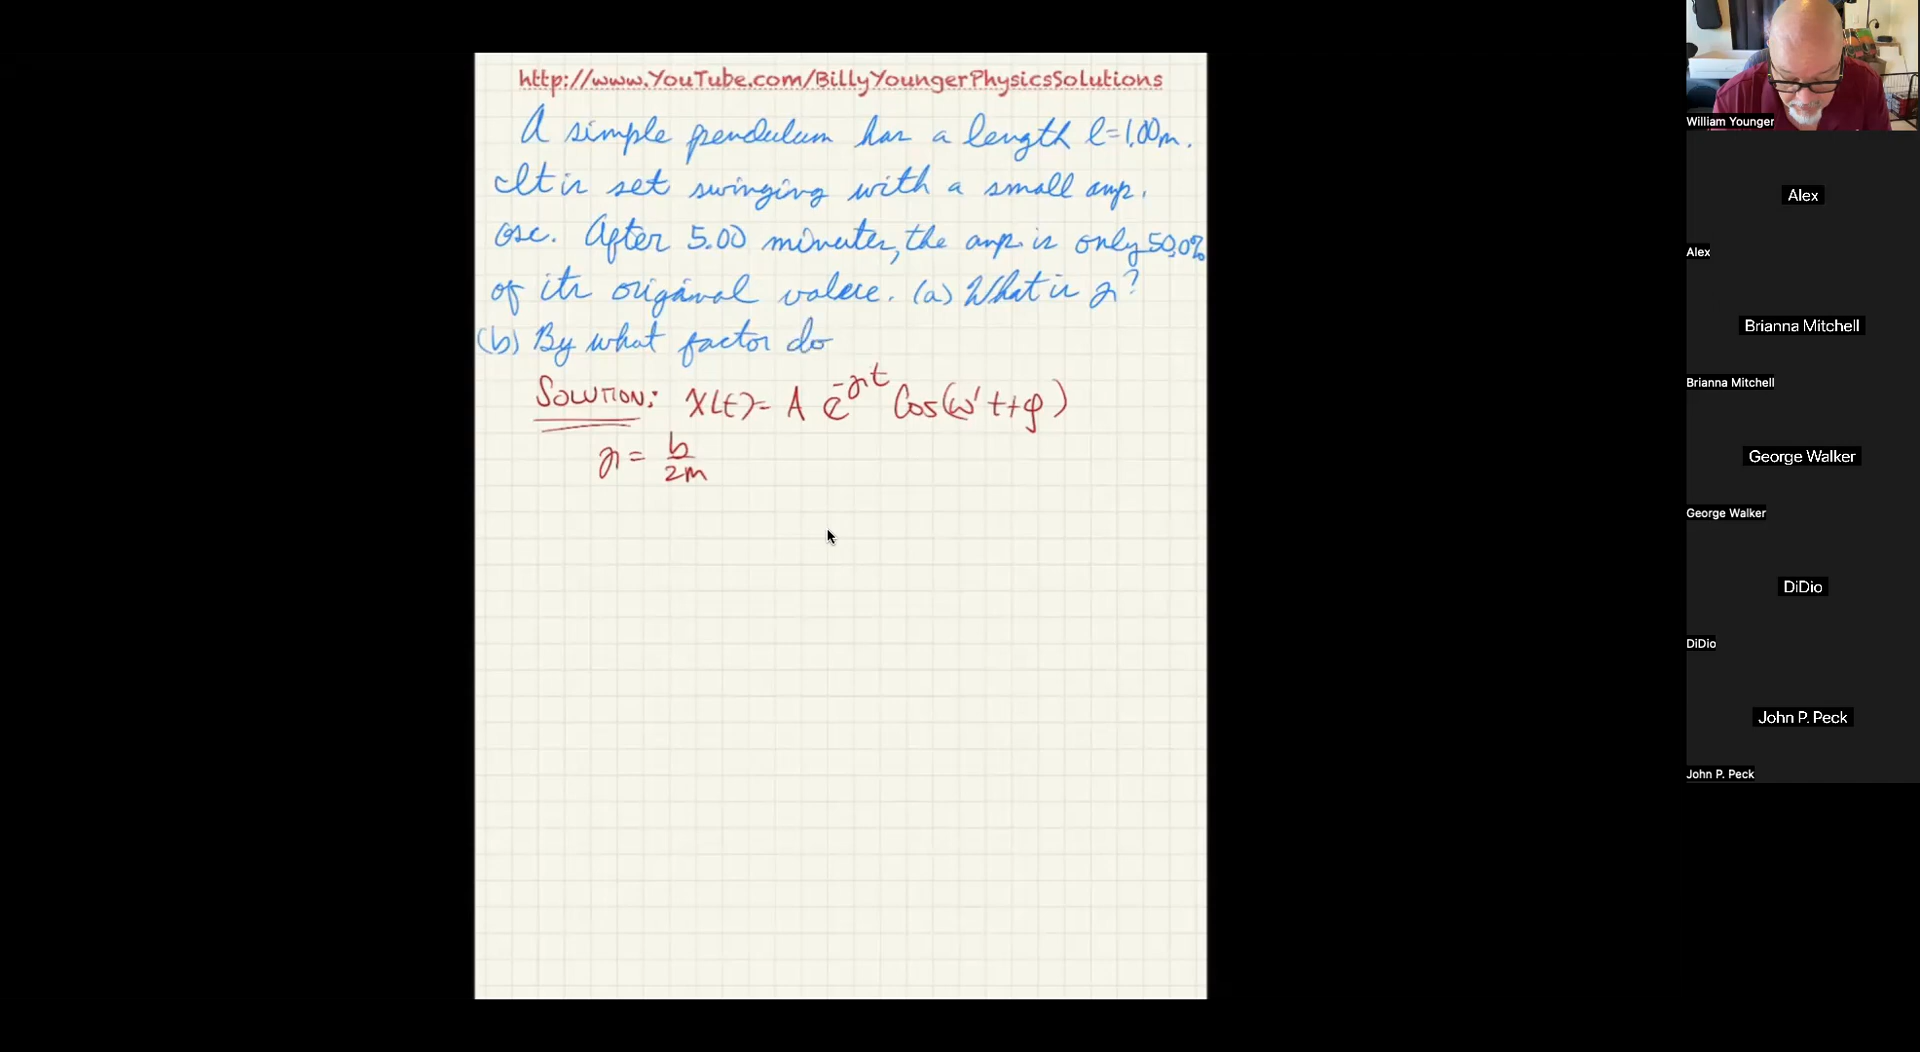 http://www.YouTube.com/BillyYoungerPhysicsSolutions
A simple pendulum has a length l=1.00m.
It is set swinging with a small amp.
osc. After 5.00 minutes, the amp. is only 50.0%
of its original value. (a) What is γ?
(b) By what factor do
SOLUTION: x(t)= A e^-γt Cos(ω't+φ)
γ = b/2m
William Younger
Alex
Alex
Brianna Mitchell
Brianna Mitchell
George Walker
George Walker
DiDio
DiDio
John P. Peck
John P. Peck